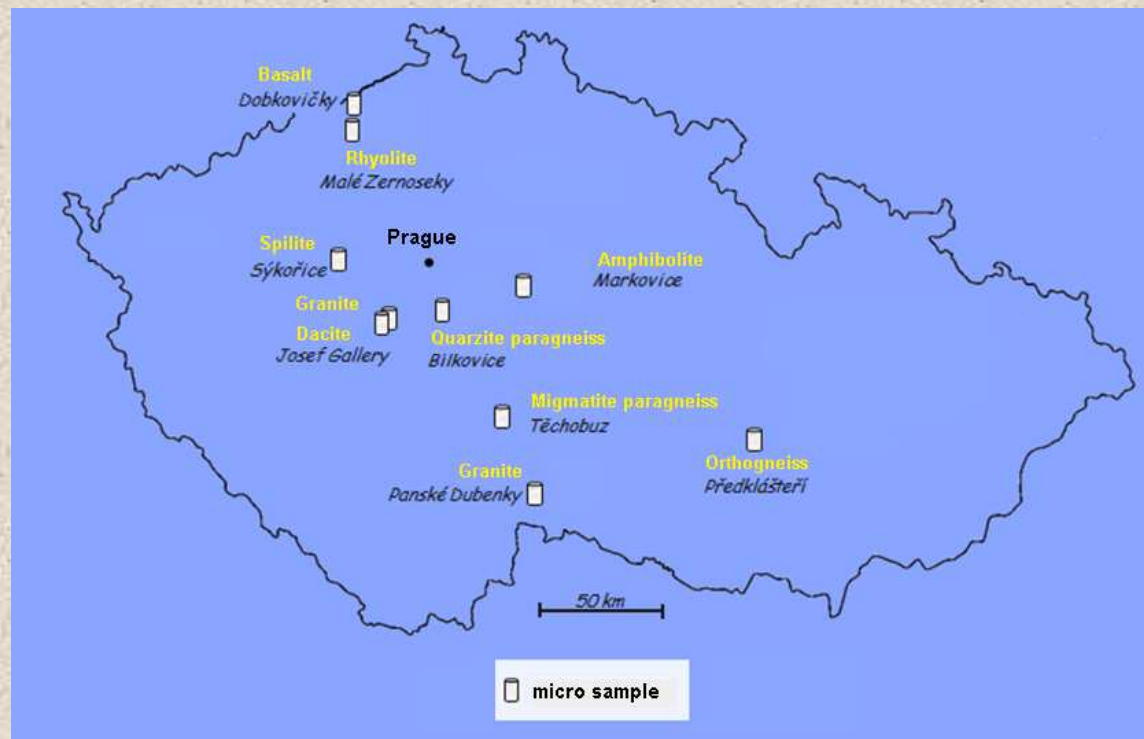 Basalt
Dobkovičky
Rhyolite
Malé Zernoseky
Spilite
Sýkořice
Prague
Amphibolite
Markovice
Granite
Dacite
Josef Gallery
Quarzite paragneiss
Bilkovice
Migmatite paragneiss
Těchobuz
Granite
Panské Dubenky
Orthogneiss
Předklášteří
50 km
micro sample